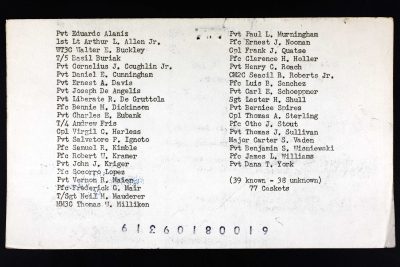 Pvt Eduardo Alanis
1st Lt Arthur L. Allen Jr.
WT3C Walter E. Buckley
T/5 Basil Buriak
Pvt Cornelius J. Coughlin Jr.
Pvt Daniel E. Cunningham
Pvt Ernest A. Davis
Pvt Joseph De Angelis
Pvt Liberate R. De Gruttola
Pfc Bennie M. Dickinson
Pvt Charles E. Eubank
T/4 Andrew Fris
Cpl Virgil C. Harless
Pvt Salvatore F. Ignoto
Pfc Samuel R. Kimble
Pfc Robert U. Kramer
Pvt John J. Kriger
Pfc Socorro Lopez
Pvt Vernon R. Maier
Pfc Frederick G. Mair
T/Sgt Neil M. Mauderer
MM3C Thomas U. Milliken
Pvt Paul L. Murningham
Pfc Ernest J. Noonan
Cpl Frank J. Quatse
Pfc Clarence H. Roller
Pvt Henry C. Roach
CM2C Seacil R. Roberts Jr.
Pfc Luis B. Sanchez
Pvt Carl E. Schoeppner
Sgt Lester H. Shull
Pvt Bernice Spires
Cpl Thomas A. Sterling
Pfc Otho J. Stout
Pvt Thomas J. Sullivan
Major Carter S. Vaden
Pvt Benjamin S. Wisniewski
Pfc James L. Williams
Pvt Dana T. York
(39 known - 38 unknown)
77 Caskets